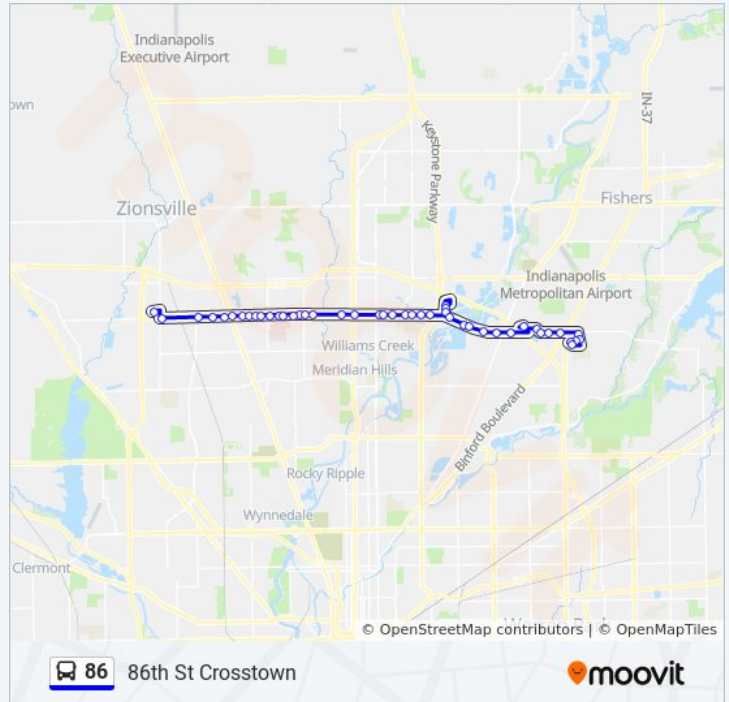 Indianapolis
Executive Airport
own
IN-37
Keystone Parkway
Zionsville
Fishers
Indianapolis
Metropolitan Airport
Williams Creek
Meridian Hills
Binford Boulevard
Rocky Ripple
Wynnedale
Clermont
© OpenStreetMap contributors | © OpenMapTiles
86 86th St Crosstown
moovit